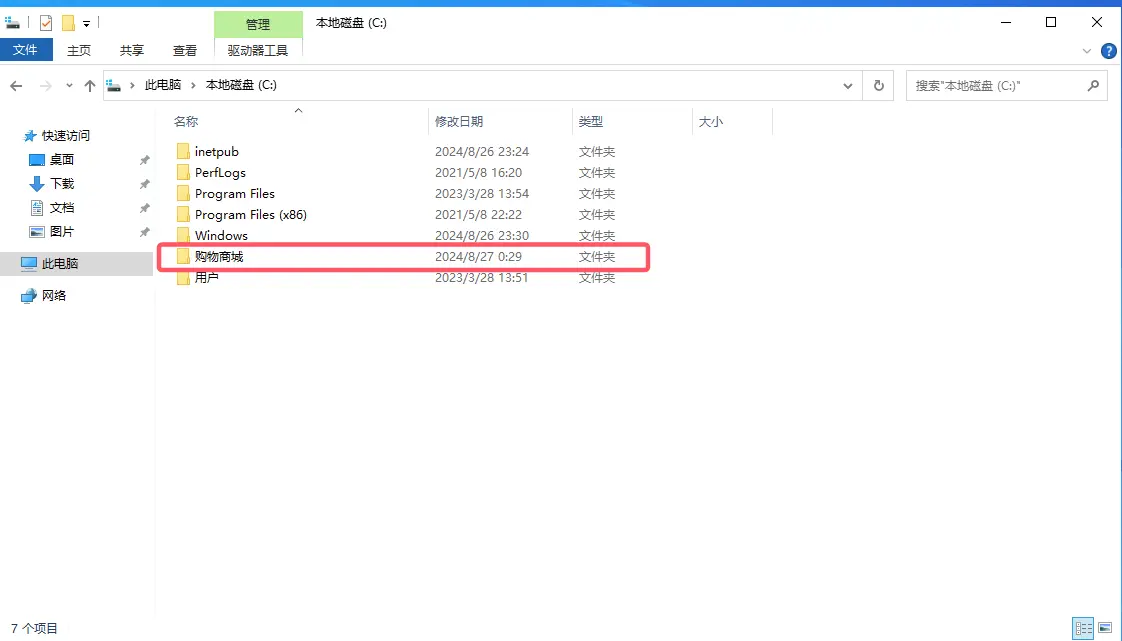 管理 本地磁盘 (C:)
文件 主页 共享 查看 驱动器工具
此电脑 本地磁盘 (C:) 搜索"本地磁盘 (C:)"
名称 修改日期 类型 大小
快速访问
桌面
下载
文档
图片
此电脑
网络
inetpub 2024/8/26 23:24 文件夹
PerfLogs 2021/5/8 16:20 文件夹
Program Files 2023/3/28 13:54 文件夹
Program Files (x86) 2021/5/8 22:22 文件夹
Windows 2024/8/26 23:30 文件夹
购物商城 2024/8/27 0:29 文件夹
用户 2023/3/28 13:51 文件夹
7 个项目